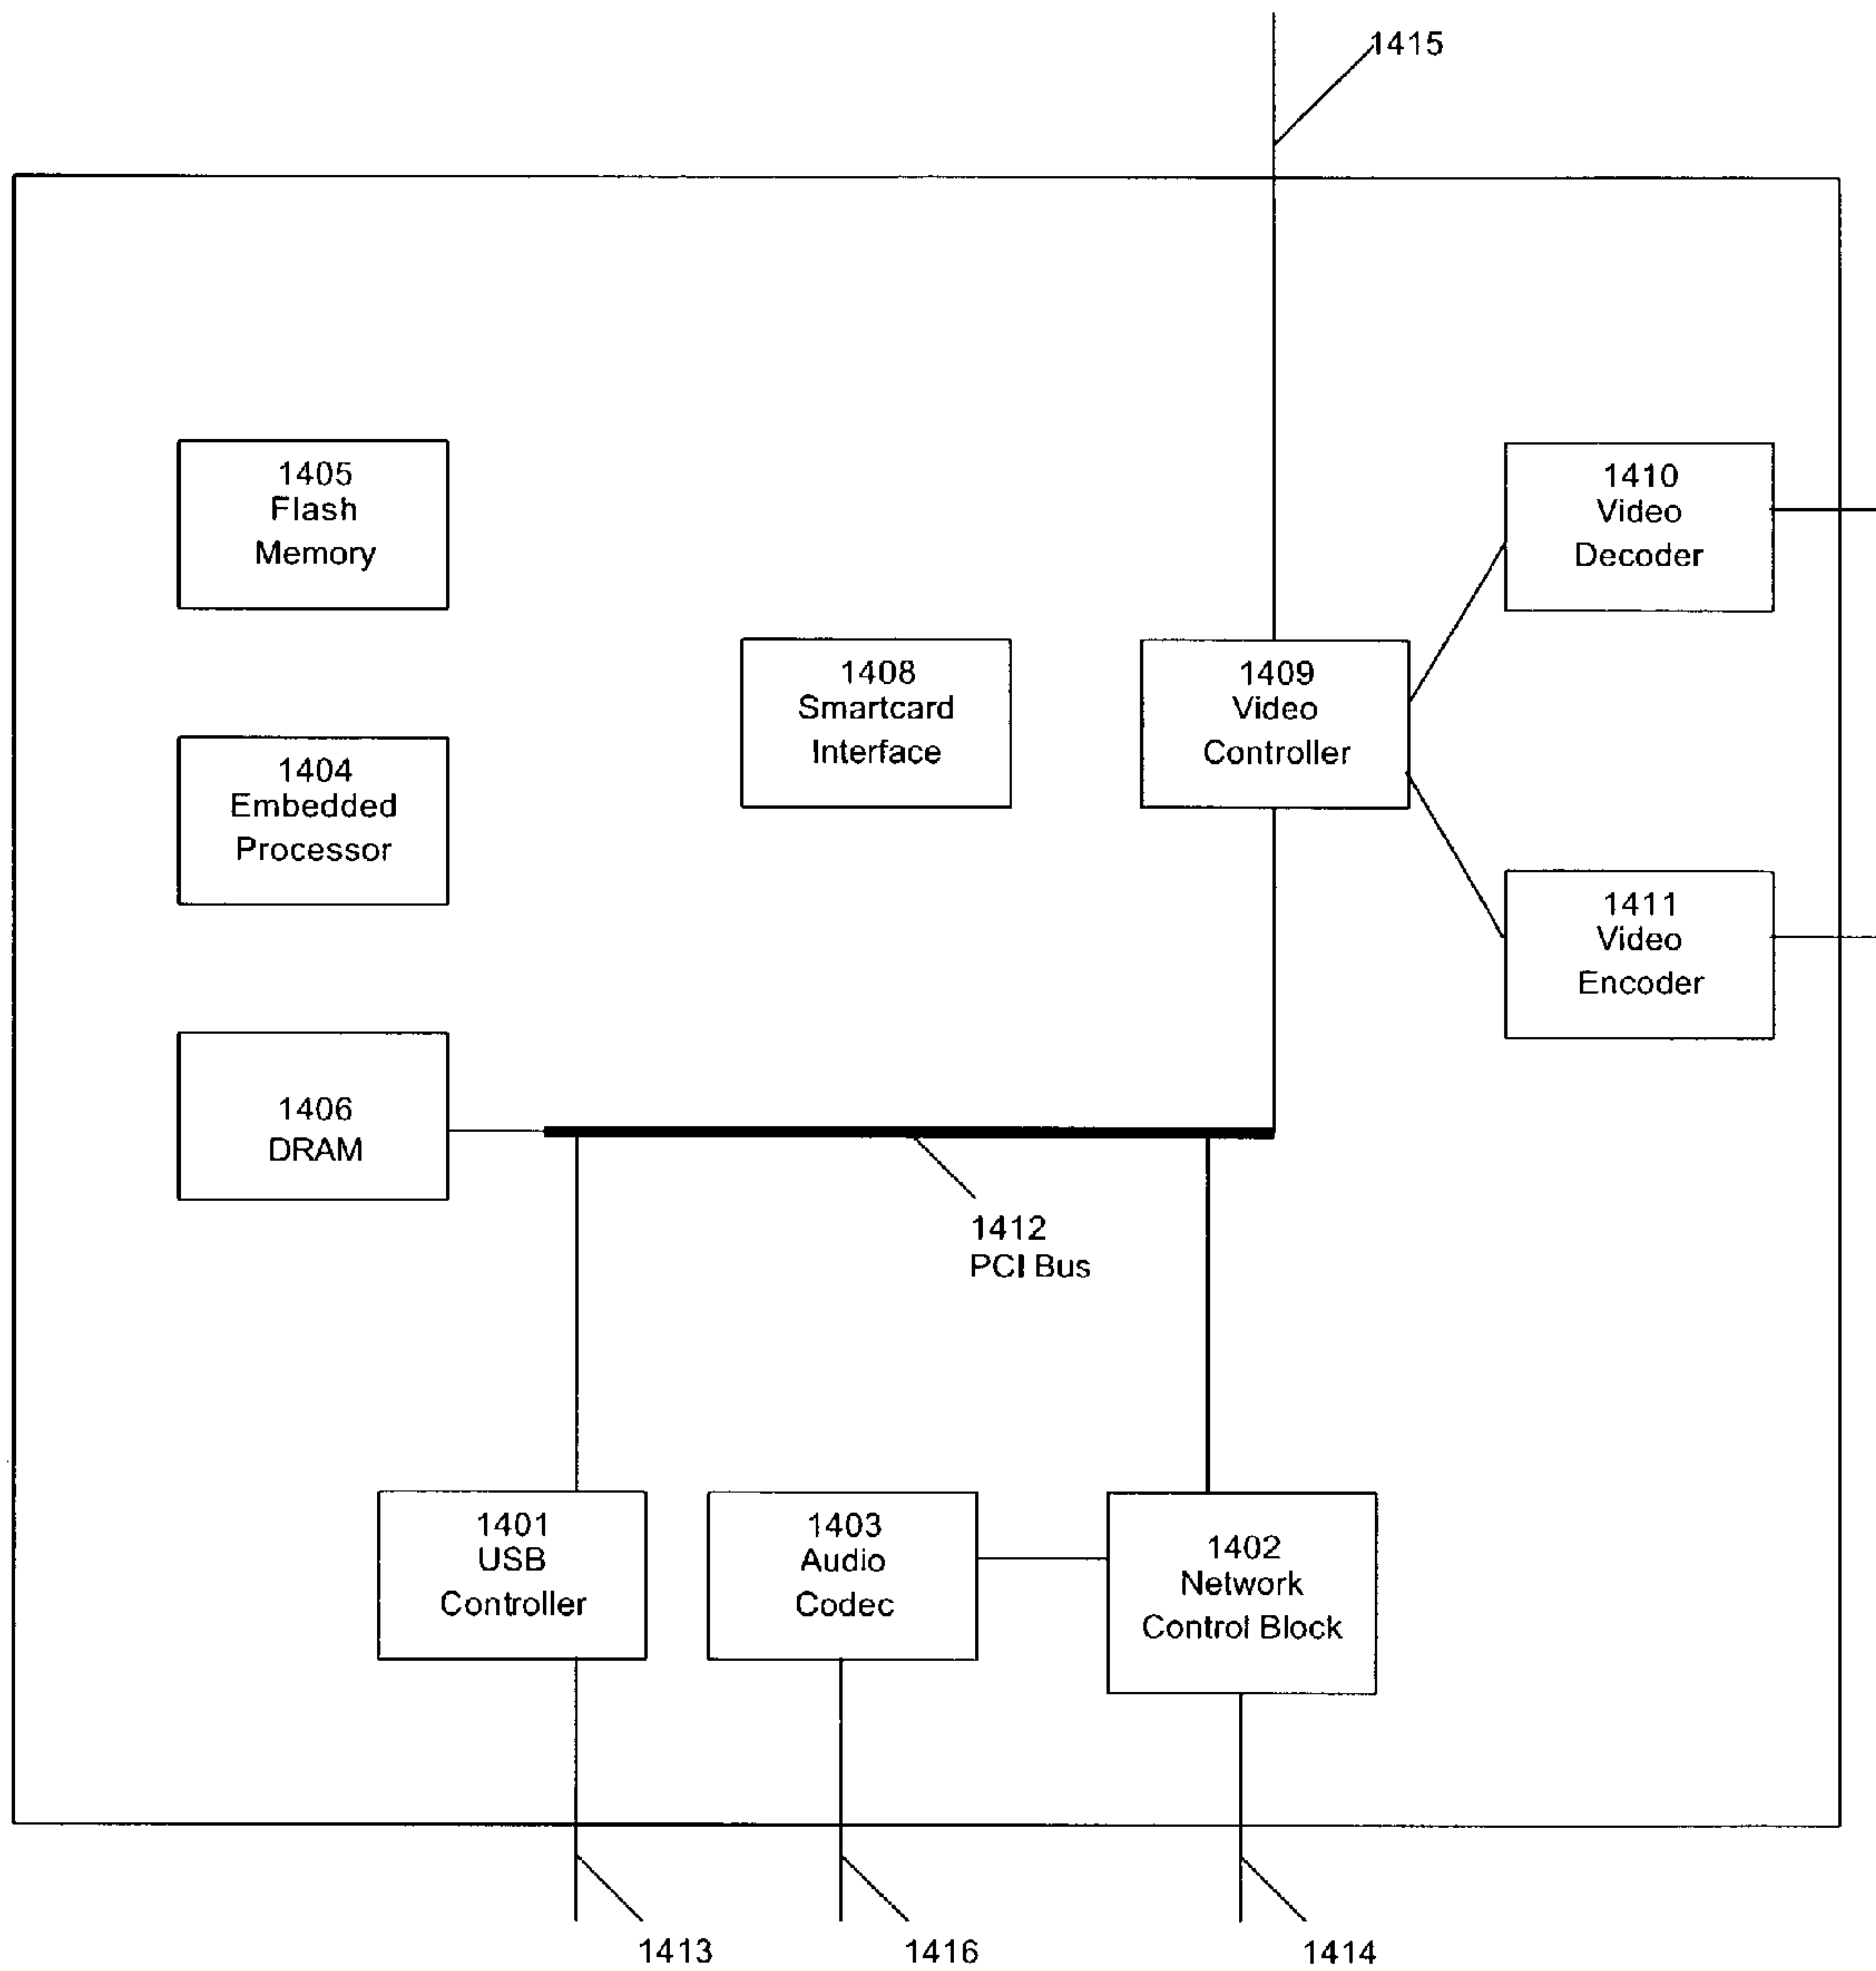 1415
1405
Flash
Memory
1410
Video
Decoder
1408
Smartcard
Interface
1409
Video
Controller
1404
Embedded
Processor
1411
Video
Encoder
1406
DRAM
1412
PCI Bus
1401
USB
Controller
1403
Audio
Codec
1402
Network
Control Block
1413
1416
1414